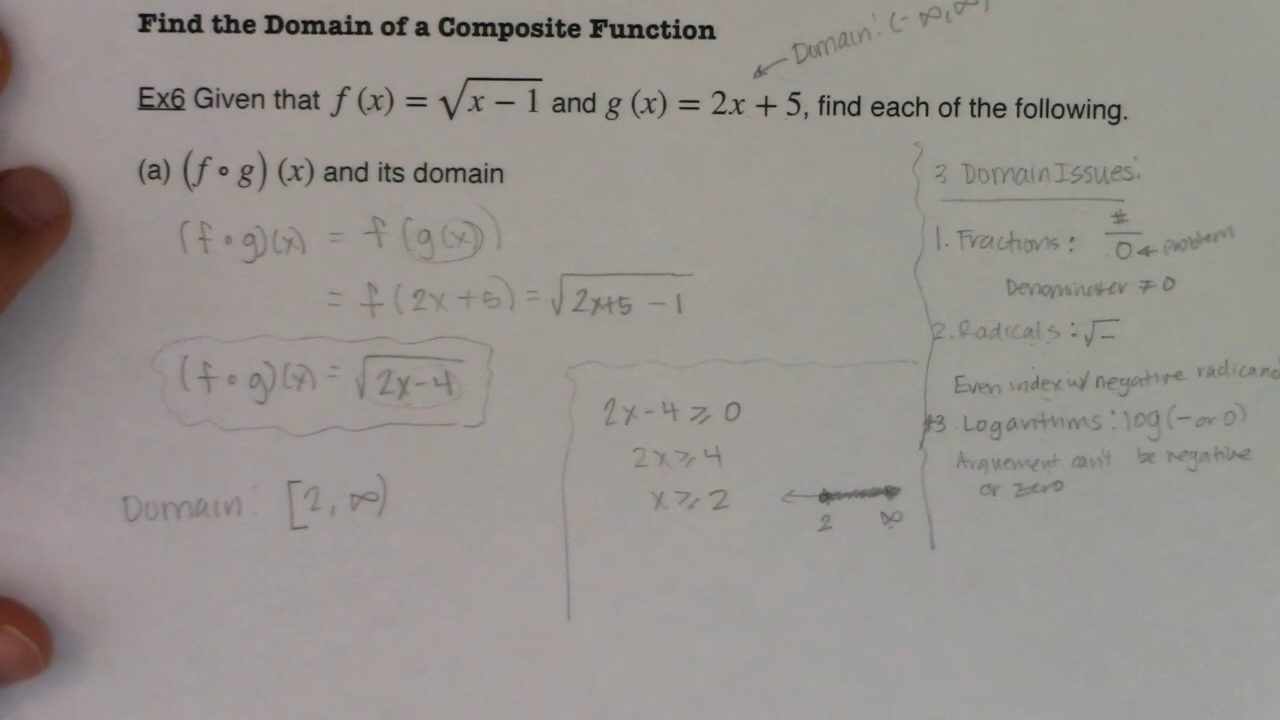 Find the Domain of a Composite Function
Domain: (-∞,∞)
Ex6 Given that f (x) = √x − 1 and g (x) = 2x + 5, find each of the following.
(a) (f ∘ g) (x) and its domain
(f∘g)(x) = f(g(x))
= f(2x+5) = √2x+5 -1
(f∘g)(x) = √2x-4
Domain: [2,∞)
2x-4 ≥ 0
2x ≥ 4
x ≥ 2
2 ∞
3 Domain Issues:
1. Fractions: #/0 ← problem
Denominator ≠ 0
2. Radicals: √-
Even index w/ negative radicand
*3 Logarithms: log(- or 0)
Arguement can't be negative
or zero